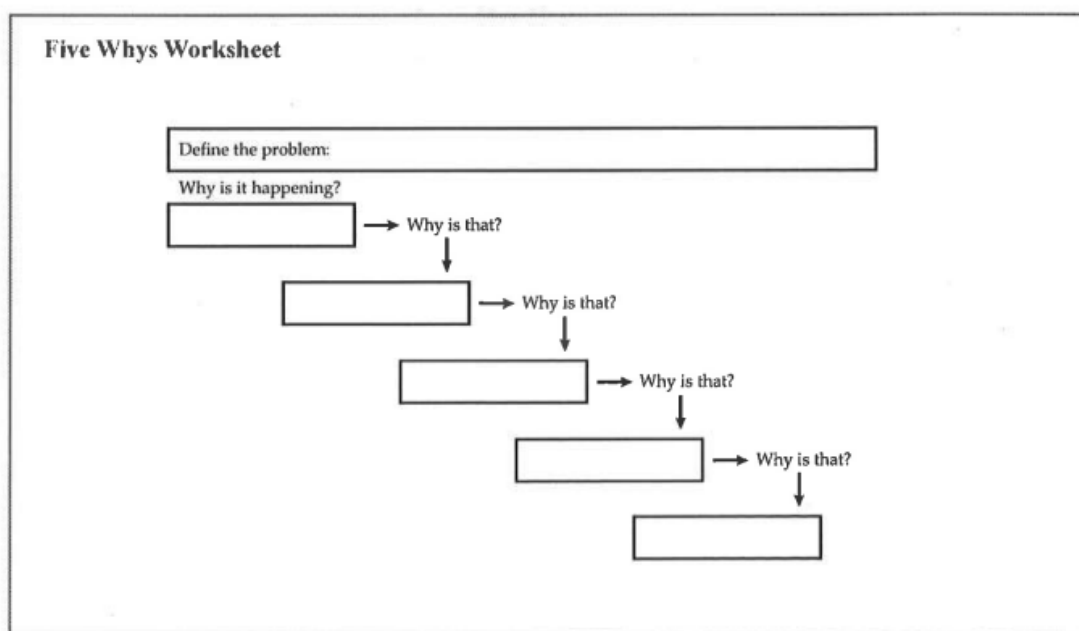 Five Whys Worksheet
Define the problem:
Why is it happening?
Why is that?
Why is that?
Why is that?
Why is that?